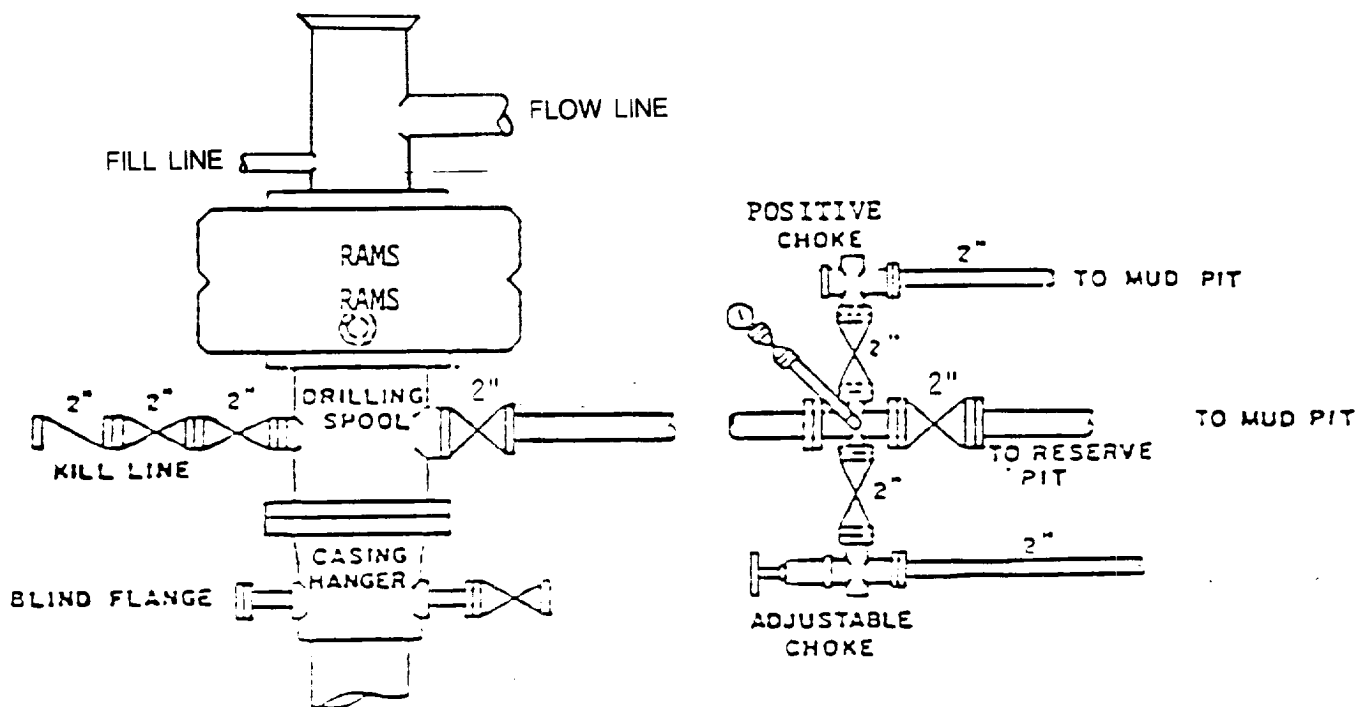 FLOW LINE
FILL LINE
RAMS
RAMS
DRILLING
SPOOL
2"
2"
2"
2"
KILL LINE
CASING
HANGER
BLIND FLANGE
POSITIVE
CHOKE
2"
TO MUD PIT
2"
2"
TO MUD PIT
TO RESERVE
PIT
2"
2"
ADJUSTABLE
CHOKE